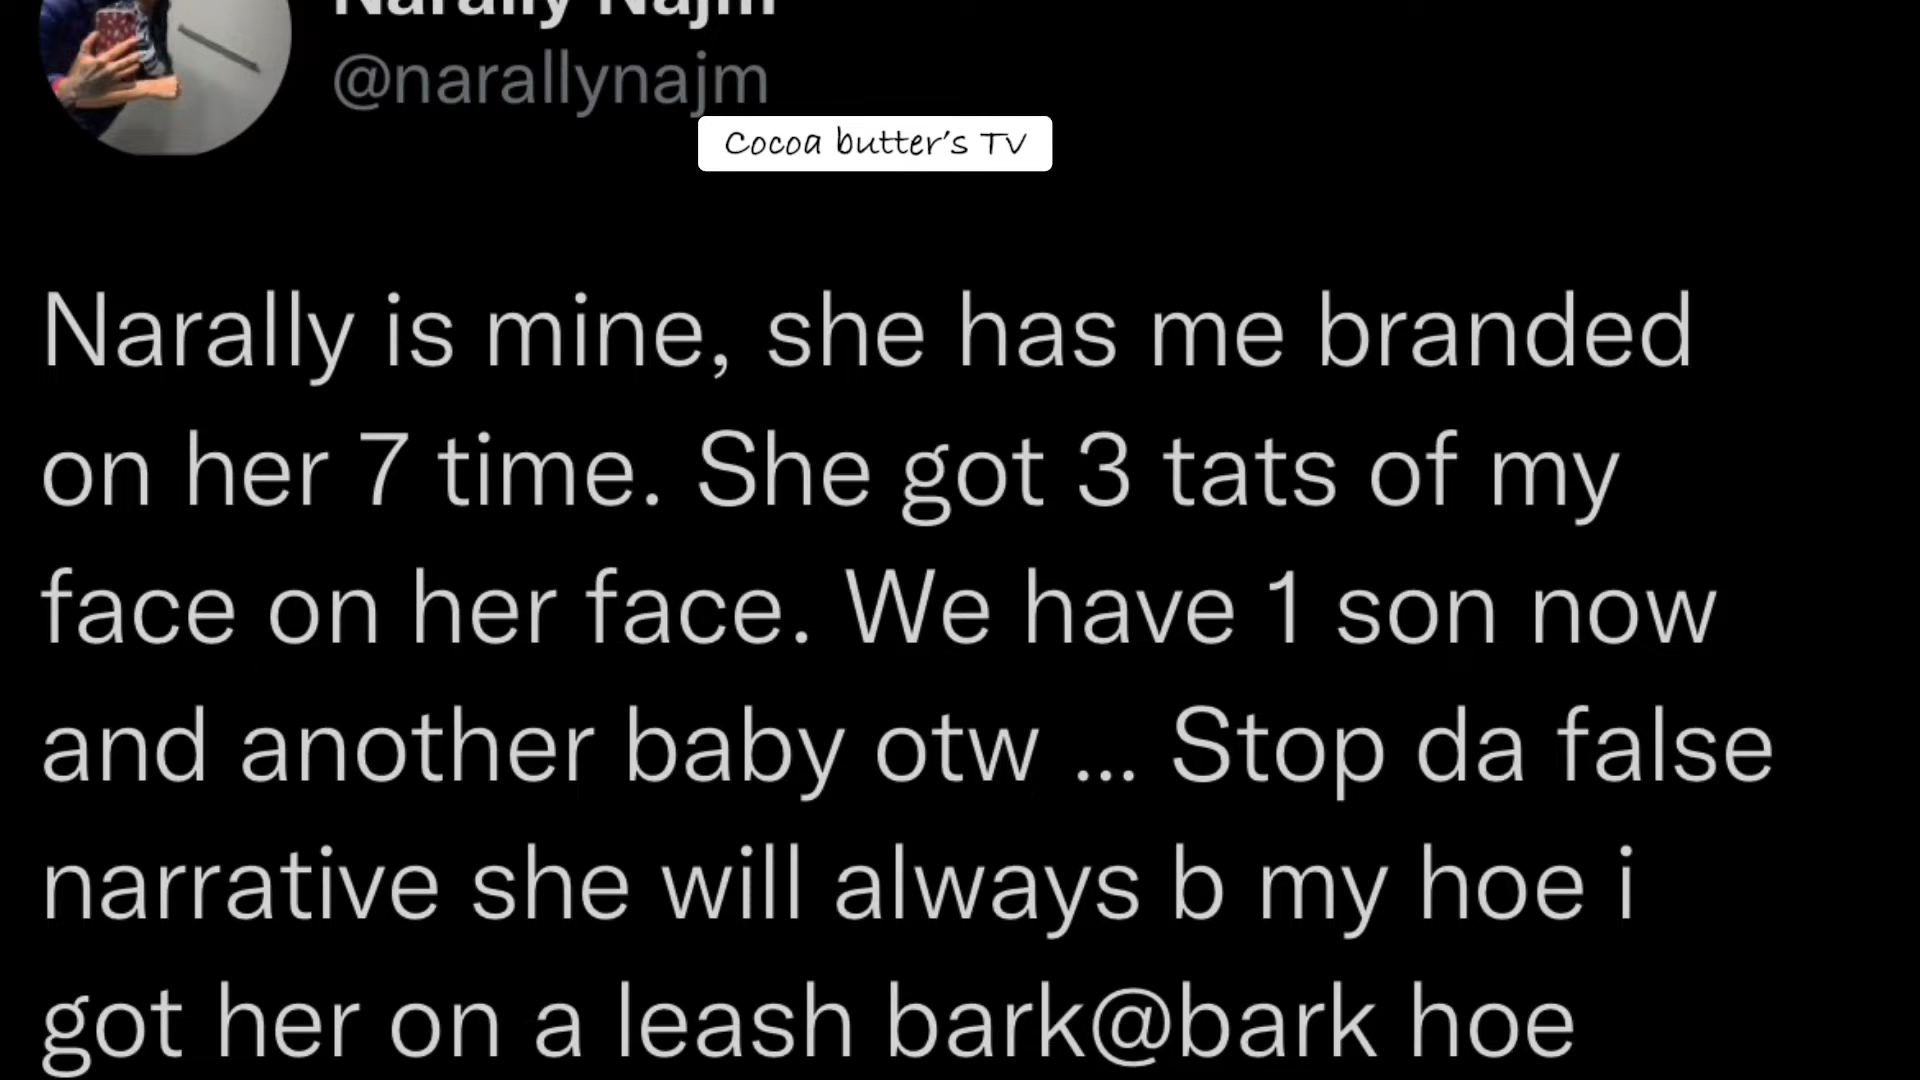 Narally Najm
@narallynajm
Cocoa butter's TV
Narally is mine, she has me branded
on her 7 time. She got 3 tats of my
face on her face. We have 1 son now
and another baby otw ... Stop da false
narrative she will always b my hoe i
got her on a leash bark@bark hoe